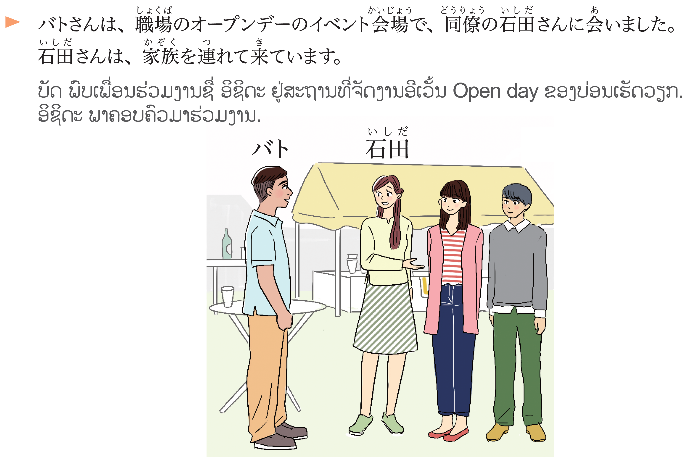 バトさんは、職場のオープンデーのイベント会場で、同僚の石田さんに会いました。
石田さんは、家族を連れて来ています。
ບັດ ພົບເພື່ອນຮ່ວມງານຊື່ ອິຊິດະ ຢູ່ສະຖານທີ່ຈັດງານອີເວັ້ນ Open day ຂອງບ່ອນເຮັດວຽກ.
ອິຊິດະ ພາຄອບຄົວມາຮ່ວມງານ.
バト 石田